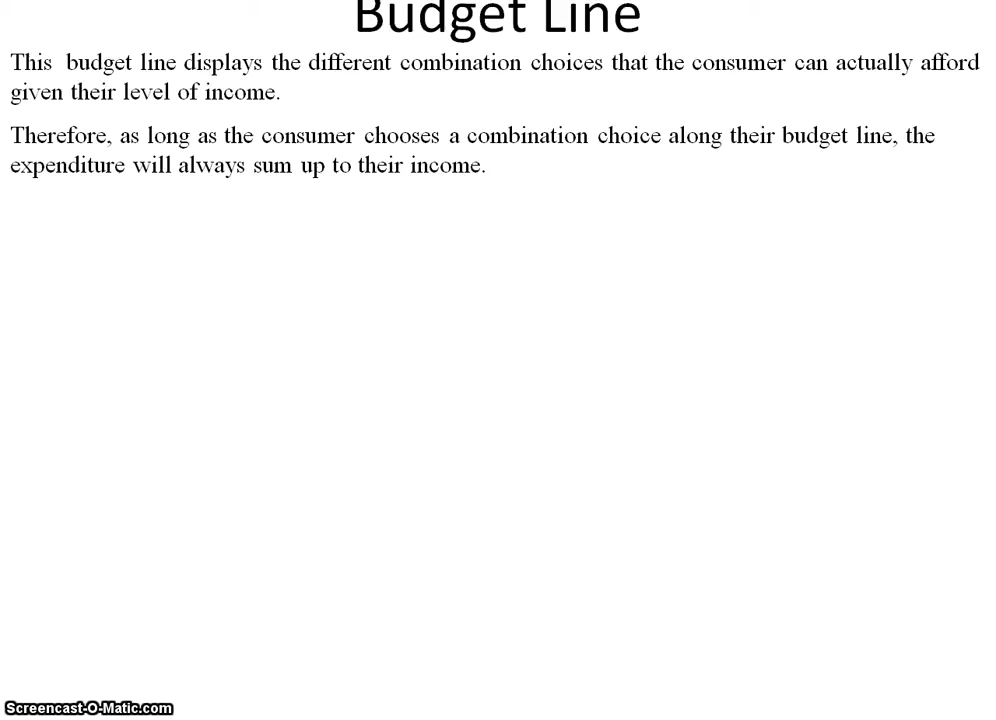 Budget Line
This budget line displays the different combination choices that the consumer can actually afford
given their level of income.
Therefore, as long as the consumer chooses a combination choice along their budget line, the
expenditure will always sum up to their income.
Screencast-O-Matic.com